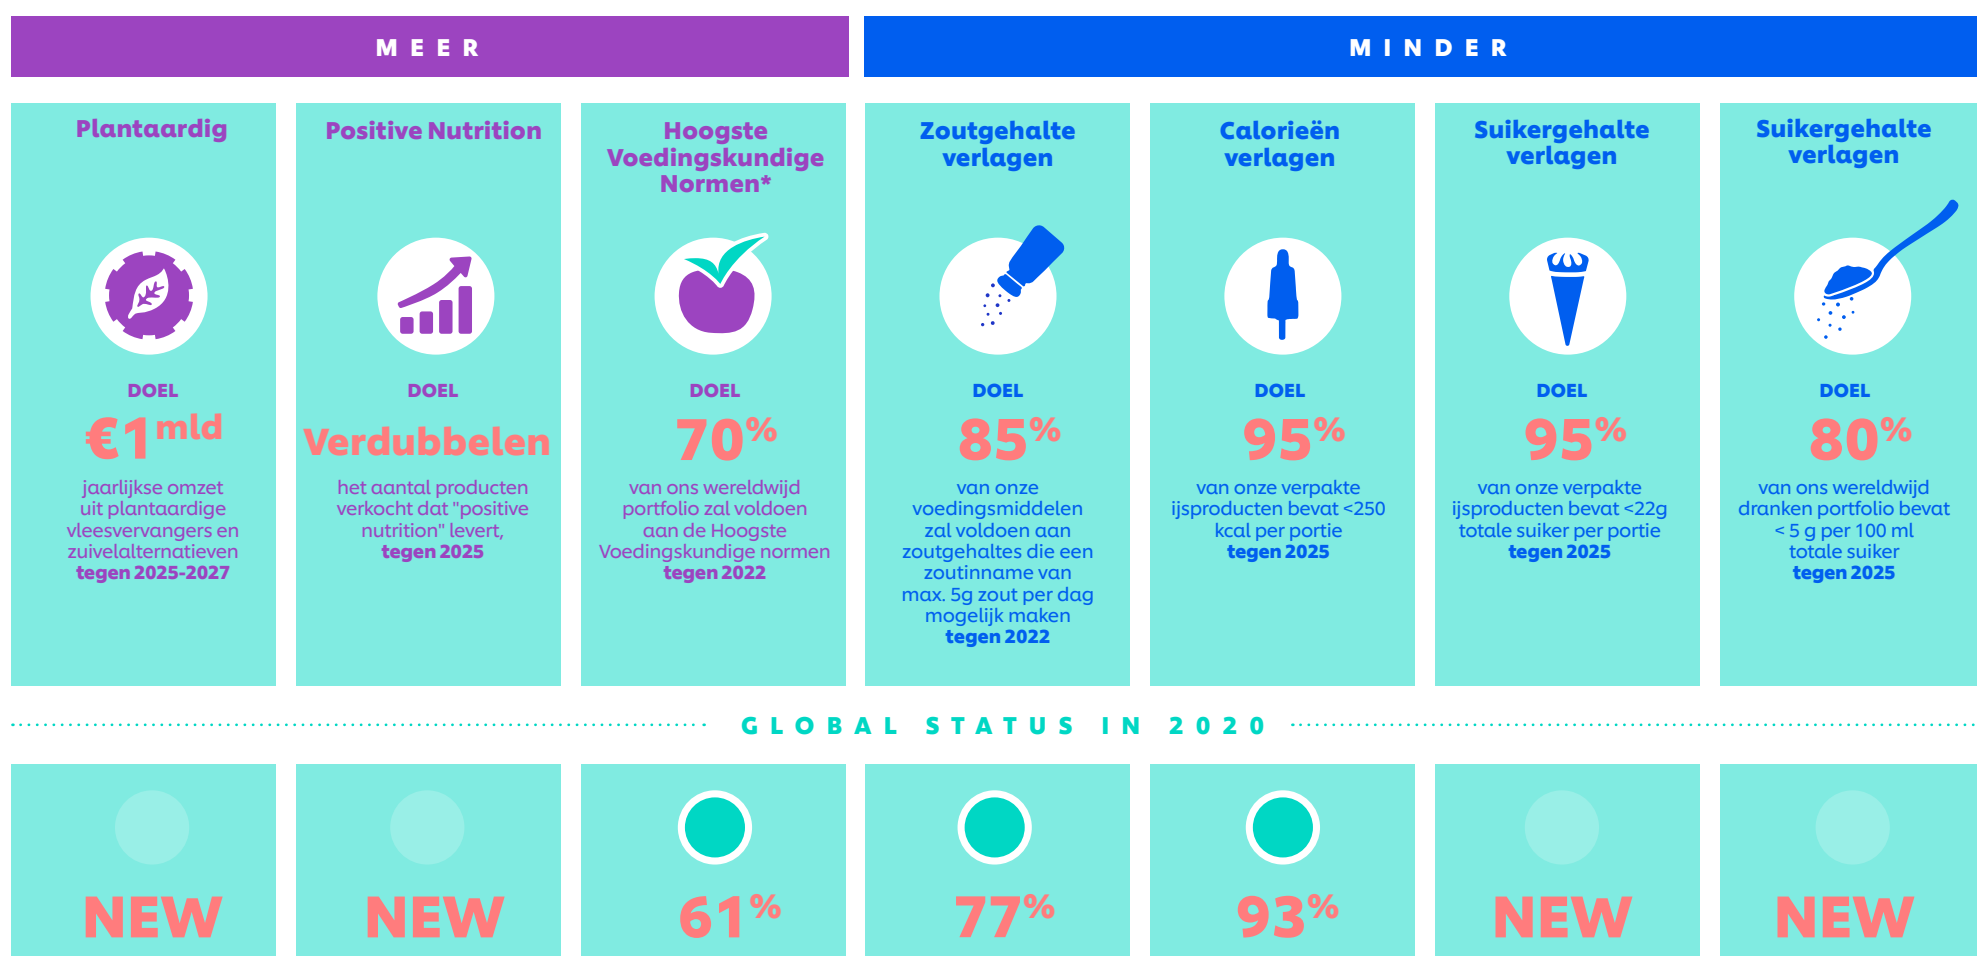 MEER
MINDER
Plantaardig
DOEL
€1 mld
jaarlijkse omzet
uit plantaardige
vleesvervangers en
zuivelalternatieven
tegen 2025-2027
Positive Nutrition
DOEL
Verdubbelen
het aantal producten
verkocht dat "positive
nutrition" levert,
tegen 2025
Hoogste
Voedingskundige
Normen*
DOEL
70%
van ons wereldwijd
portfolio zal voldoen
aan de Hoogste
Voedingskundige normen
tegen 2022
Zoutgehalte
verlagen
DOEL
85%
van onze
voedingsmiddelen
zal voldoen aan
zoutgehaltes die een
zoutinname van
max. 5g zout per dag
mogelijk maken
tegen 2022
Calorieën
verlagen
DOEL
95%
van onze verpakte
ijsproducten bevat <250
kcal per portie
tegen 2025
Suikergehalte
verlagen
DOEL
95%
van onze verpakte
ijsproducten bevat <22g
totale suiker per portie
tegen 2025
Suikergehalte
verlagen
DOEL
80%
van ons wereldwijd
dranken portfolio bevat
< 5 g per 100 ml
totale suiker
tegen 2025
GLOBAL STATUS IN 2020
NEW
NEW
61%
77%
93%
NEW
NEW